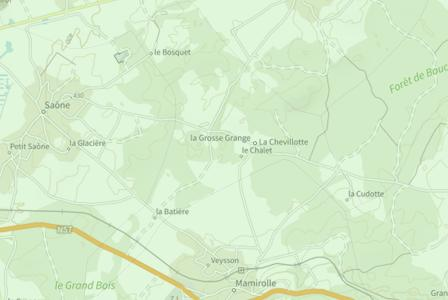 le Bosquet
430
Saône
la Grosse Grange
La Chevillotte
le Chalet
la Glacière
Petit Saône
la Cudotte
la Batière
N57
Veysson
le Grand Bois
Mamirolle
Forêt de Bouc
Gran